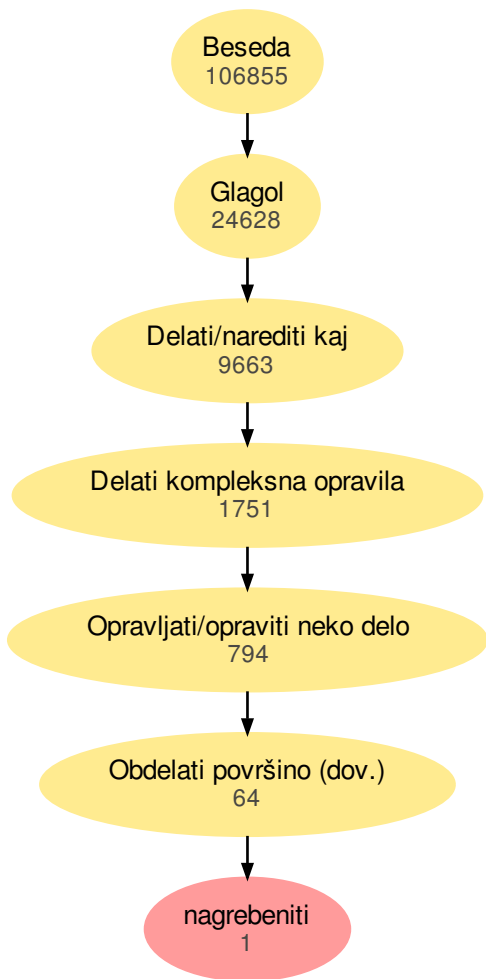 Beseda
106855
Glagol
24628
Delati/narediti kaj
9663
Delati kompleksna opravila
1751
Opravljati/opraviti neko delo
794
Obdelati površino (dov.)
64
nagrebeniti
1